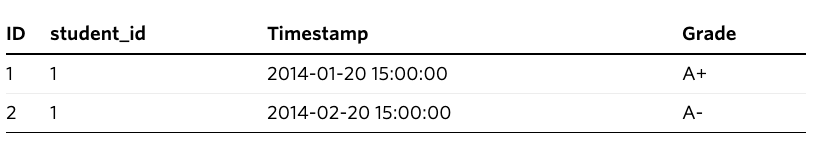 ID student_id Timestamp Grade
1 1 2014-01-20 15:00:00 A+
2 1 2014-02-20 15:00:00 A-